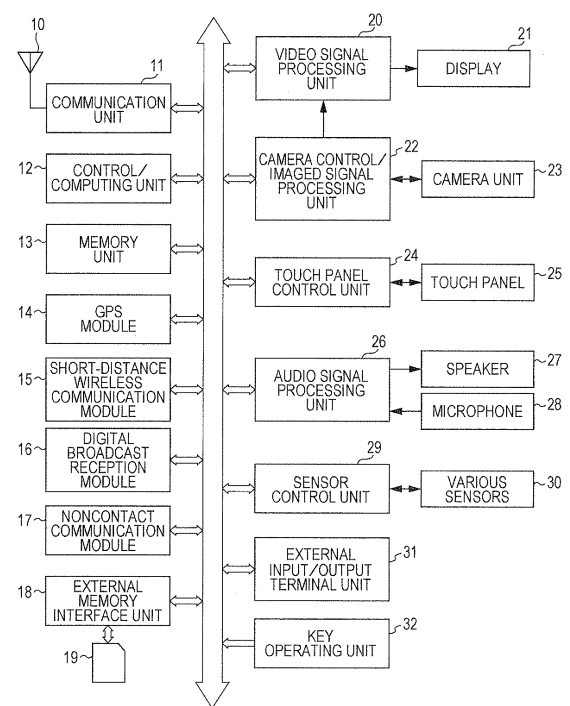 10
11
COMMUNICATION
UNIT
12
CONTROL/
COMPUTING UNIT
13
MEMORY
UNIT
14
GPS
MODULE
15
SHORT-DISTANCE
WIRELESS
COMMUNICATION
MODULE
16
DIGITAL
BROADCAST
RECEPTION
MODULE
17
NONCONTACT
COMMUNICATION
MODULE
18
EXTERNAL
MEMORY
INTERFACE UNIT
19
20
VIDEO SIGNAL
PROCESSING
UNIT
21
DISPLAY
22
CAMERA CONTROL/
IMAGED SIGNAL
PROCESSING
UNIT
CAMERA UNIT
23
24
TOUCH PANEL
CONTROL UNIT
TOUCH PANEL
25
26
AUDIO SIGNAL
PROCESSING
UNIT
SPEAKER
27
MICROPHONE
28
29
SENSOR
CONTROL UNIT
VARIOUS
SENSORS
30
EXTERNAL
INPUT/OUTPUT
TERMINAL UNIT
31
KEY
OPERATING UNIT
32